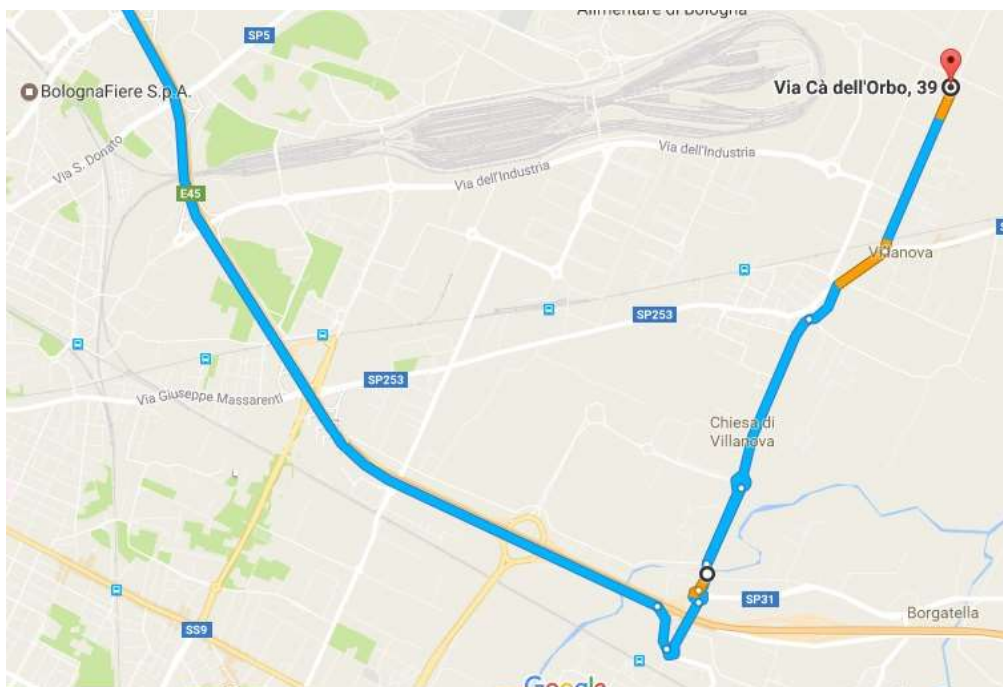 Alimentare di Bologna
SP5
BolognaFiere S.p.A.
Via Cà dell'Orbo, 39
Via S. Donato
Via dell'Industria
Via dell'Industria
E45
Villanova
SP253
SP253
Via Giuseppe Massarenti
Chiesa di
Villanova
SP31
Borgatella
SS9
Google